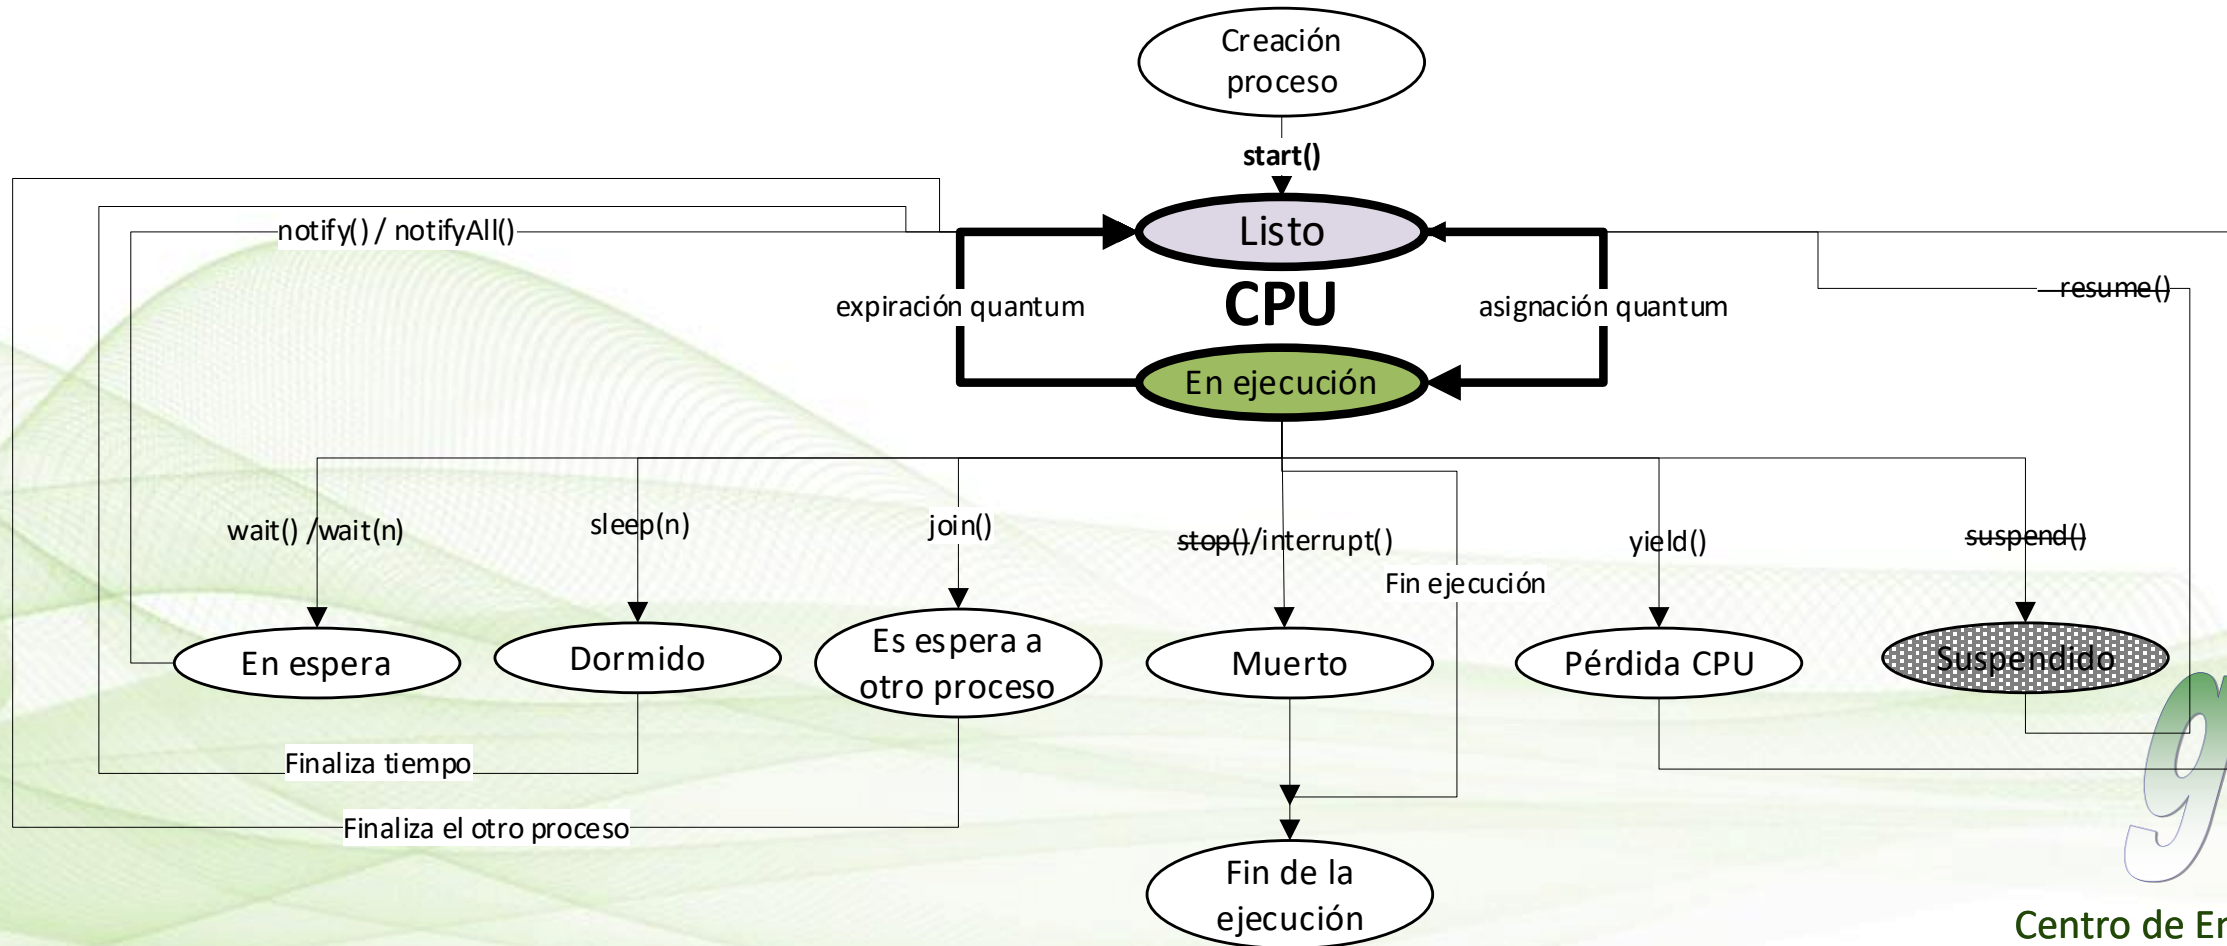 Creación
proceso
start()
notify() / notifyAll()
Listo
resume()
expiración quantum
CPU
asignación quantum
En ejecución
wait() /wait(n)
sleep(n)
join()
stop()/interrupt()
yield()
suspend()
Fin ejecución
En espera
Dormido
Es espera a
otro proceso
Muerto
Pérdida CPU
Suspendido
Finaliza tiempo
Finaliza el otro proceso
Fin de la
ejecución
Centro de